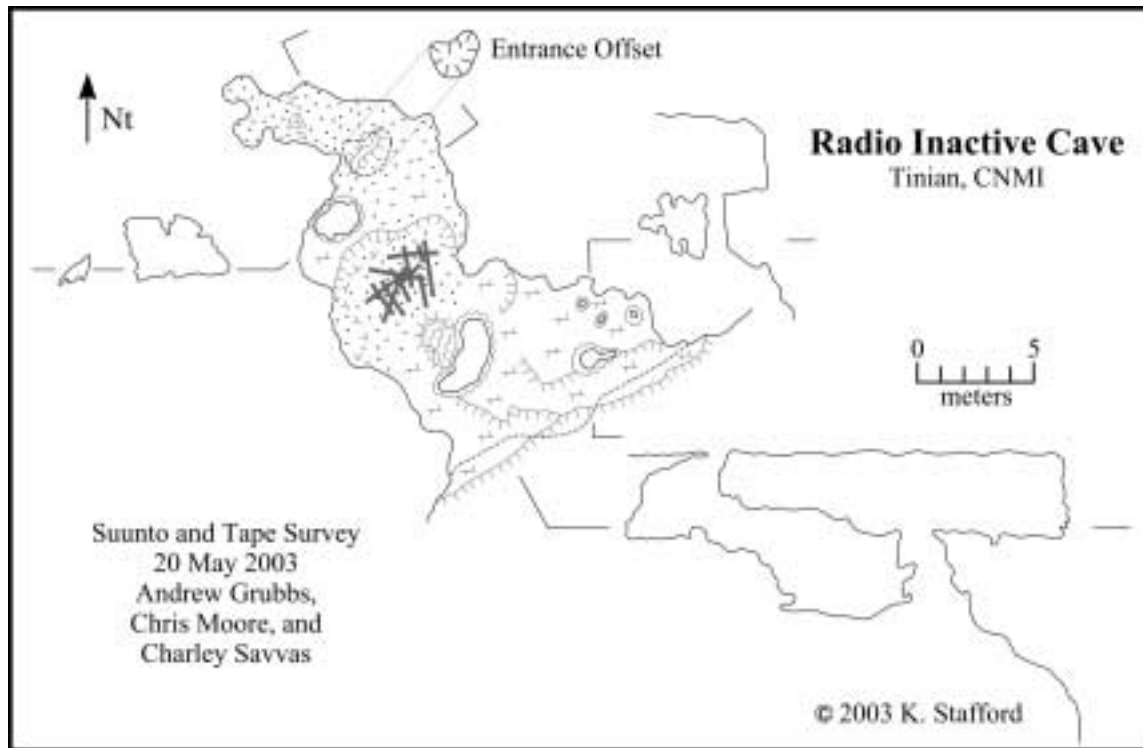 Entrance Offset
Nt
Radio Inactive Cave
Tinian, CNMI
0 5
meters
Suunto and Tape Survey
20 May 2003
Andrew Grubbs,
Chris Moore, and
Charley Savvas
© 2003 K. Stafford